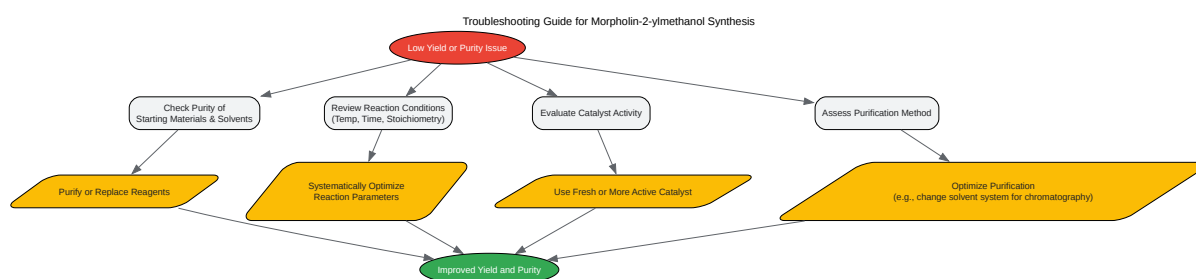 Troubleshooting Guide for Morpholin-2-ylmethanol Synthesis
Low Yield or Purity Issue
Check Purity of
Starting Materials & Solvents
Review Reaction Conditions
(Temp, Time, Stoichiometry)
Evaluate Catalyst Activity
Assess Purification Method
Purify or Replace Reagents
Systematically Optimize
Reaction Parameters
Use Fresh or More Active Catalyst
Optimize Purification
(e.g., change solvent system for chromatography)
Improved Yield and Purity